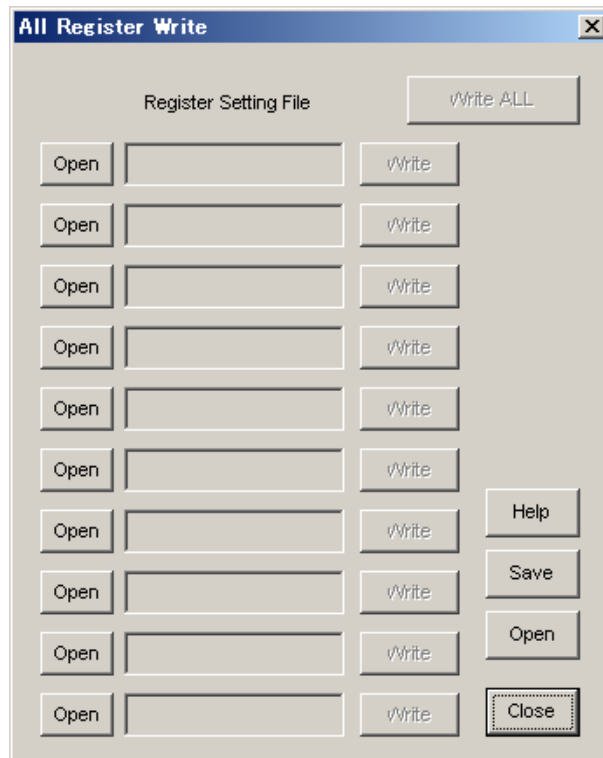 All Register Write
Register Setting File Write ALL
Open Write
Open Write
Open Write
Open Write
Open Write
Open Write
Help
Open Write
Save
Open Write
Open
Open Write
Open Write Close